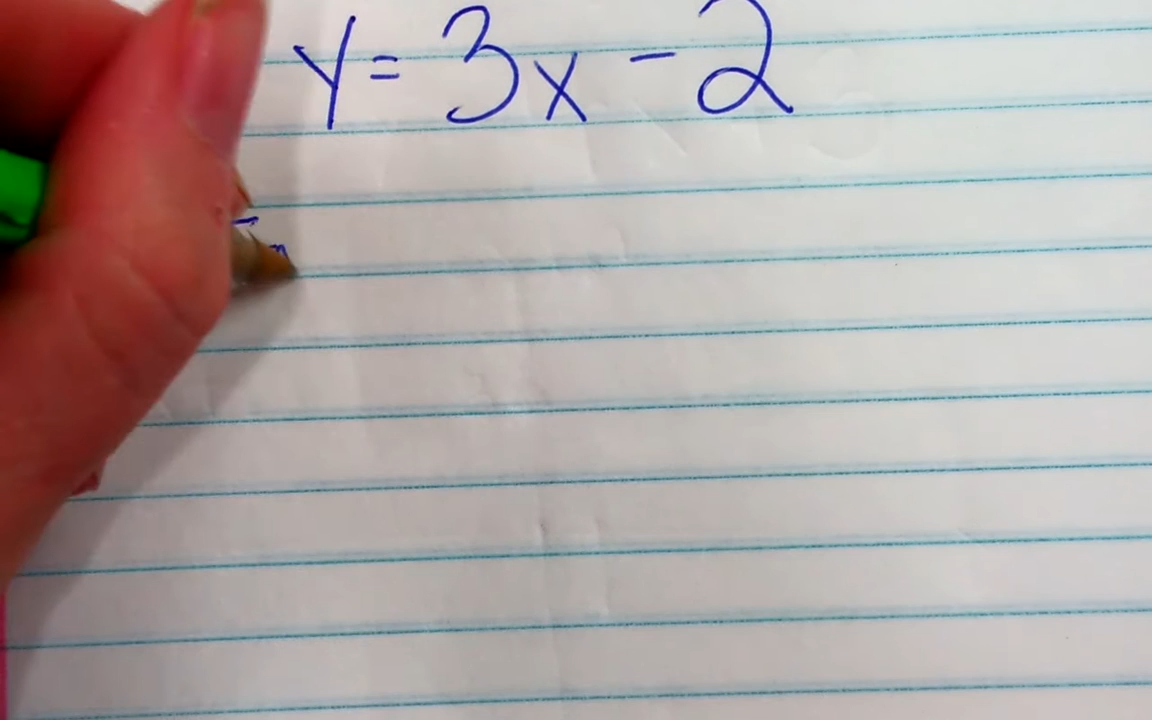 y = 3x - 2